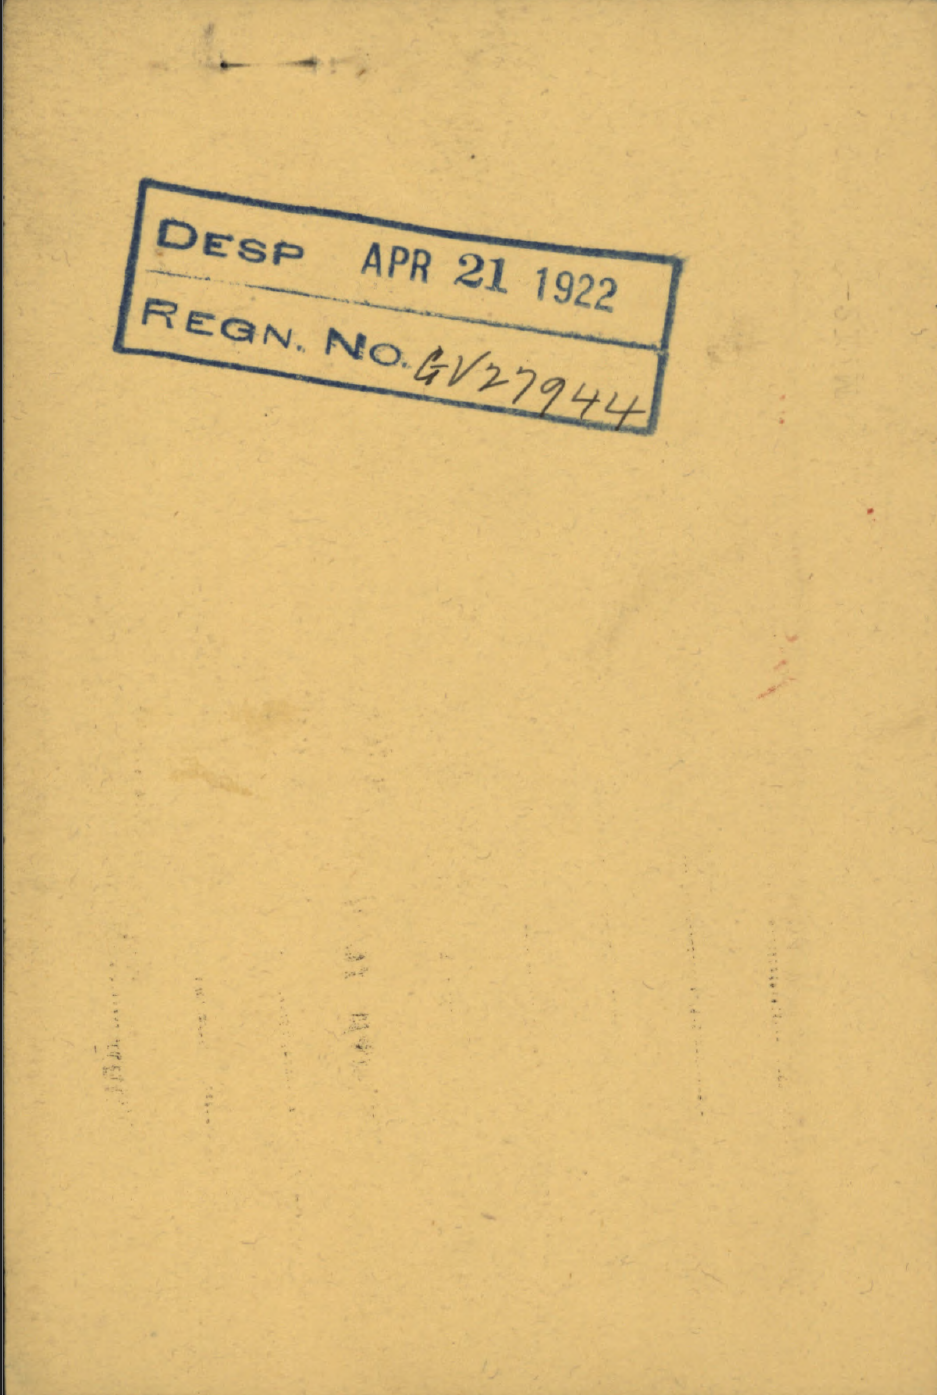 DESP APR 21 1922
REGN. NO. GV27944